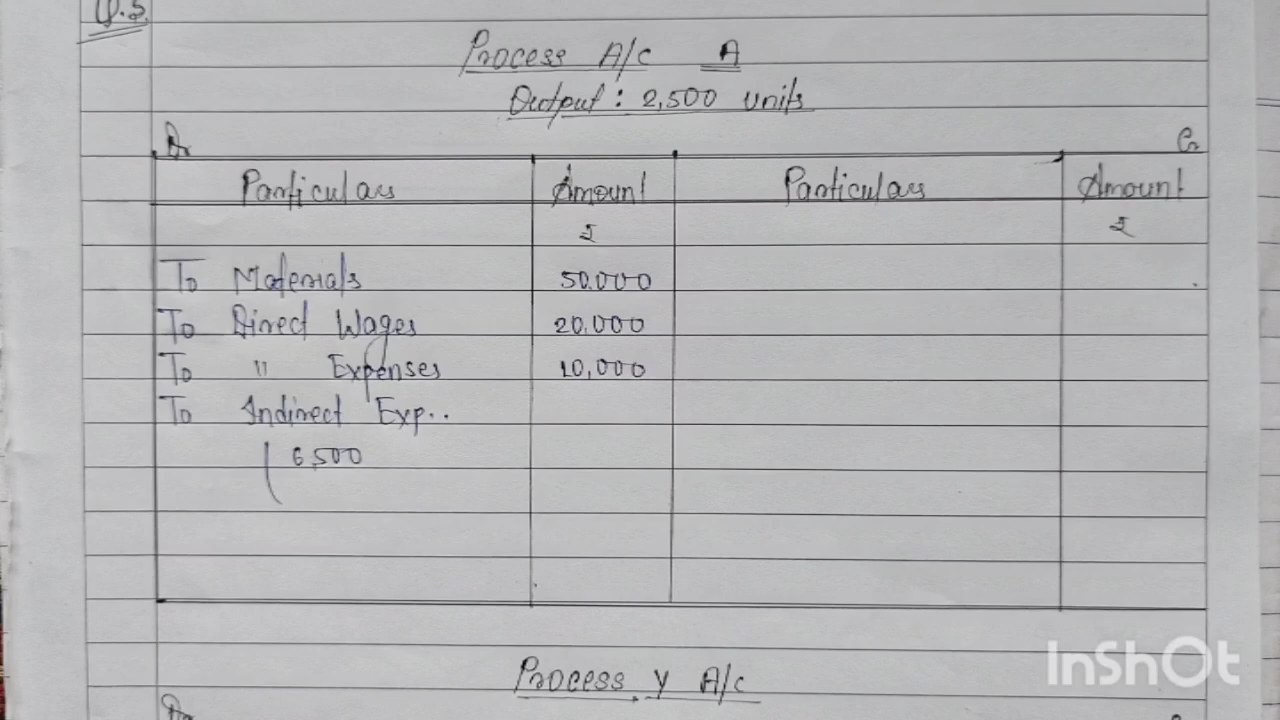 Q.5
Process A/c A
Output: 2,500 units
Dr Cr
Particulars Amount Particulars Amount
₹ ₹
To Materials 50.000
To Direct Wages 20.000
To " Expenses 10,000
To Indirect Exp..
( 6,500
Process y A/c
Dr
InShOt